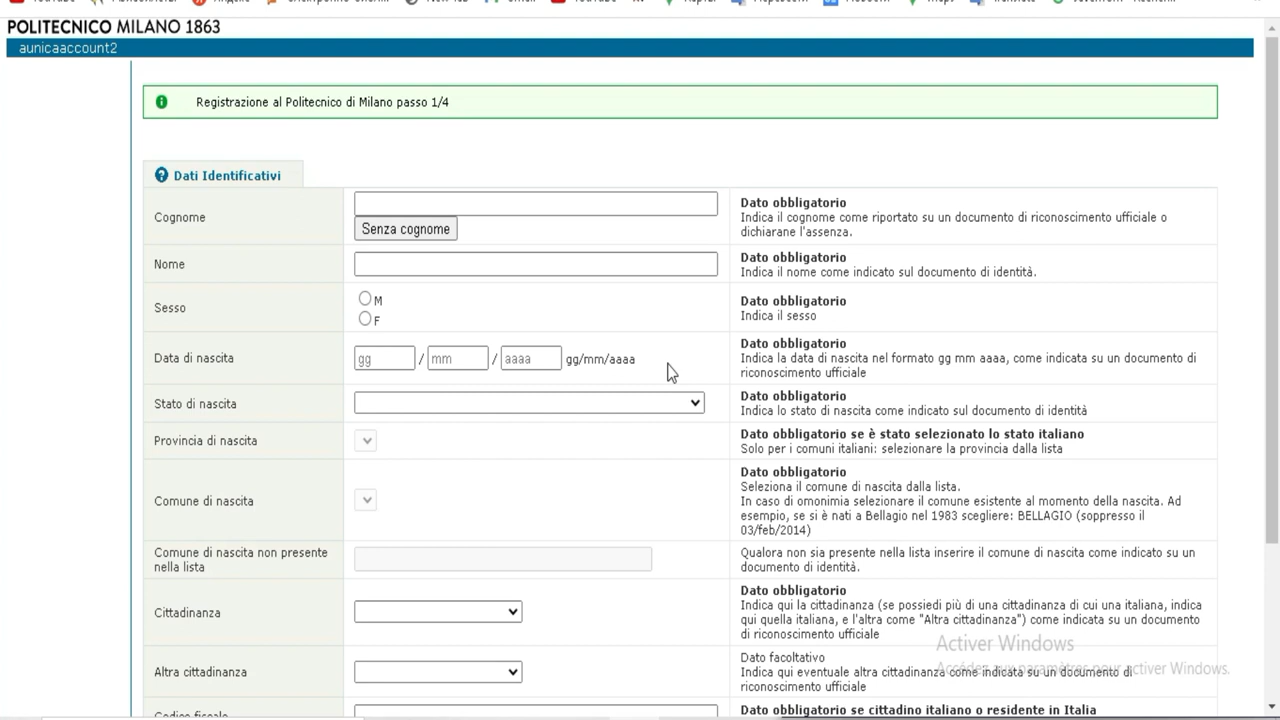 YouTube
POLITECNICO MILANO 1863
aunicaaccount2
Registrazione al Politecnico di Milano passo 1/4
Dati Identificativi
Cognome
Senza cognome
Dato obbligatorio
Indica il cognome come riportato su un documento di riconoscimento ufficiale o
dichiarane l'assenza.
Nome
Dato obbligatorio
Indica il nome come indicato sul documento di identità.
Sesso
M
F
Dato obbligatorio
Indica il sesso
Data di nascita
gg / mm / aaaa gg/mm/aaaa
Dato obbligatorio
Indica la data di nascita nel formato gg mm aaaa, come indicata su un documento di
riconoscimento ufficiale
Stato di nascita
Dato obbligatorio
Indica lo stato di nascita come indicato sul documento di identità
Provincia di nascita
Dato obbligatorio se è stato selezionato lo stato italiano
Solo per i comuni italiani: selezionare la provincia dalla lista
Comune di nascita
Dato obbligatorio
Seleziona il comune di nascita dalla lista.
In caso di omonimia selezionare il comune esistente al momento della nascita. Ad
esempio, se si è nati a Bellagio nel 1983 scegliere: BELLAGIO (soppresso il
03/feb/2014)
Comune di nascita non presente
nella lista
Qualora non sia presente nella lista inserire il comune di nascita come indicato su un
documento di identità.
Cittadinanza
Dato obbligatorio
Indica qui la cittadinanza (se possiedi più di una cittadinanza di cui una italiana, indica
qui quella italiana, e l'altra come "Altra cittadinanza") come indicata su un documento
di riconoscimento ufficiale
Altra cittadinanza
Dato facoltativo
Indica qui eventuale altra cittadinanza come indicata su un documento di
riconoscimento ufficiale
Activer Windows
Accédez aux paramètres pour activer Windows.
Codice fiscale
Dato obbligatorio se cittadino italiano o residente in Italia